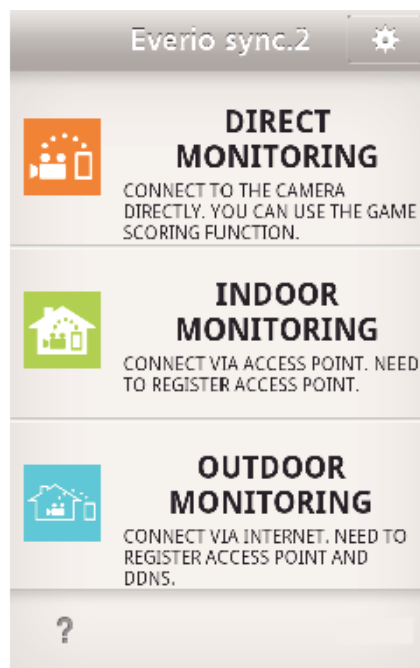 Everio sync.2
DIRECT
MONITORING
CONNECT TO THE CAMERA
DIRECTLY. YOU CAN USE THE GAME
SCORING FUNCTION.
INDOOR
MONITORING
CONNECT VIA ACCESS POINT. NEED
TO REGISTER ACCESS POINT.
OUTDOOR
MONITORING
CONNECT VIA INTERNET. NEED TO
REGISTER ACCESS POINT AND
DDNS.
?